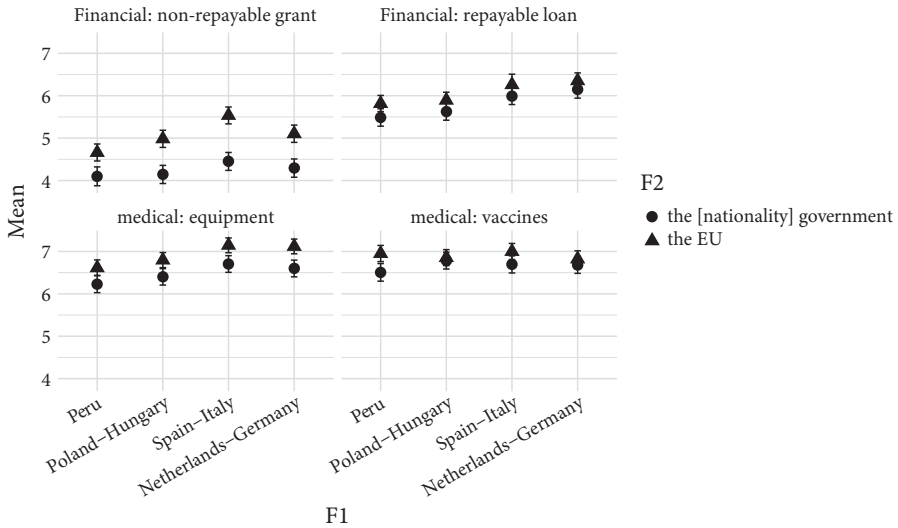 Financial: non-repayable grant
Financial: repayable loan
7
6
5
4
medical: equipment
medical: vaccines
7
6
5
4
Mean
Peru
Poland–Hungary
Spain–Italy
Netherlands–Germany
Peru
Poland–Hungary
Spain–Italy
Netherlands–Germany
F1
F2
the [nationality] government
the EU